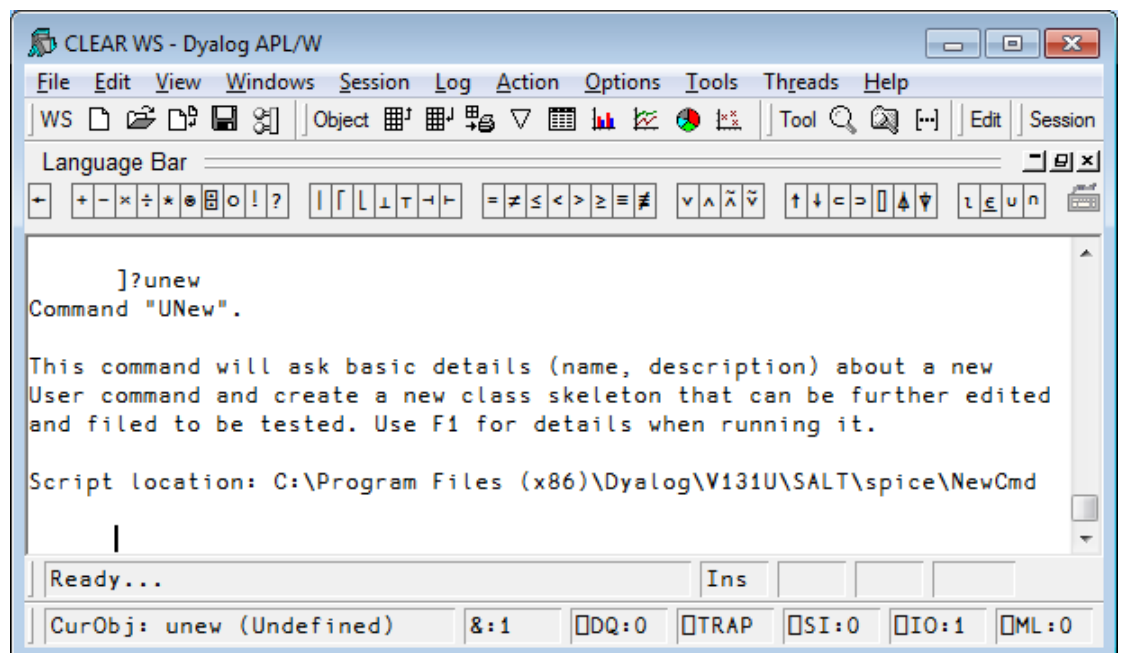 CLEAR WS - Dyalog APL/W
File Edit View Windows Session Log Action Options Tools Threads Help
WS Object Tool Edit Session
Language Bar
← + - × ÷ * ⍟ ⌹ ○ ! ? | ⌈ ⌊ ⊥ ⊤ ⊣ ⊢ = ≠ ≤ < > ≥ ≡ ≢ ∨ ∧ ⍲ ⍱ ↑ ↓ ⊂ ⊃ ⌷ ⍋ ⍒ ⍳ ⍷ ∪ ∩
]?unew
Command "UNew".
This command will ask basic details (name, description) about a new
User command and create a new class skeleton that can be further edited
and filed to be tested. Use F1 for details when running it.
Script location: C:\Program Files (x86)\Dyalog\V131U\SALT\spice\NewCmd
Ready... Ins
CurObj: unew (Undefined) &:1 ⎕DQ:0 ⎕TRAP ⎕SI:0 ⎕IO:1 ⎕ML:0